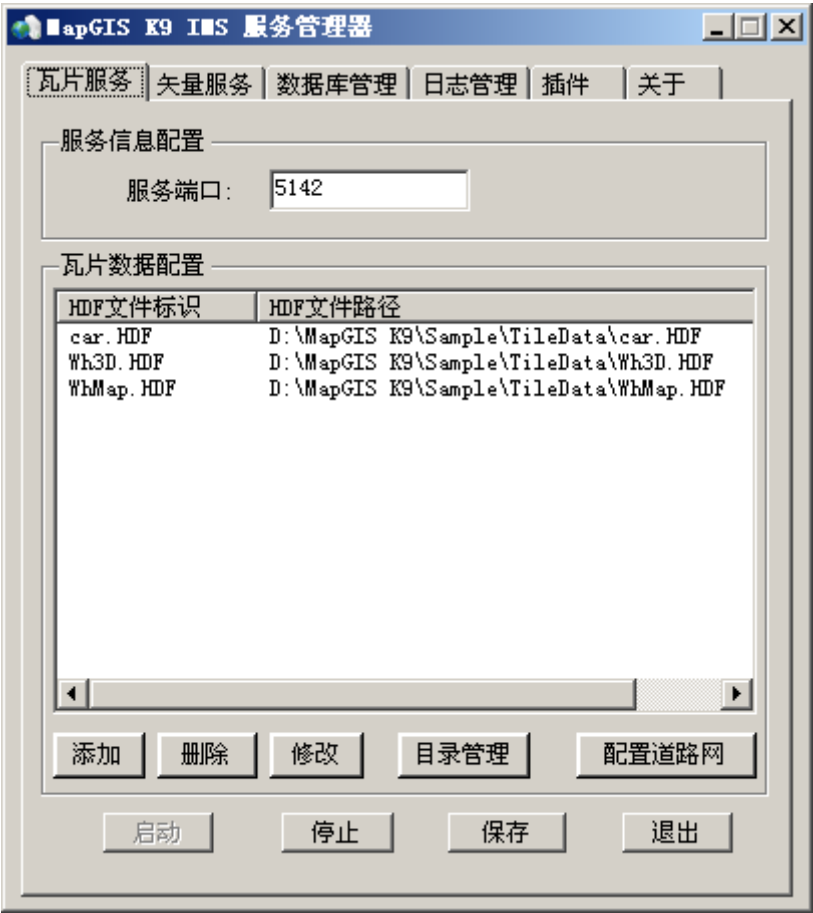 MapGIS K9 IMS 服务管理器
瓦片服务 矢量服务 数据库管理 日志管理 插件 关于
服务信息配置
服务端口: 5142
瓦片数据配置
HDF文件标识 HDF文件路径
car.HDF D:\MapGIS K9\Sample\TileData\car.HDF
Wh3D.HDF D:\MapGIS K9\Sample\TileData\Wh3D.HDF
WhMap.HDF D:\MapGIS K9\Sample\TileData\WhMap.HDF
添加 删除 修改 目录管理 配置道路网
启动 停止 保存 退出